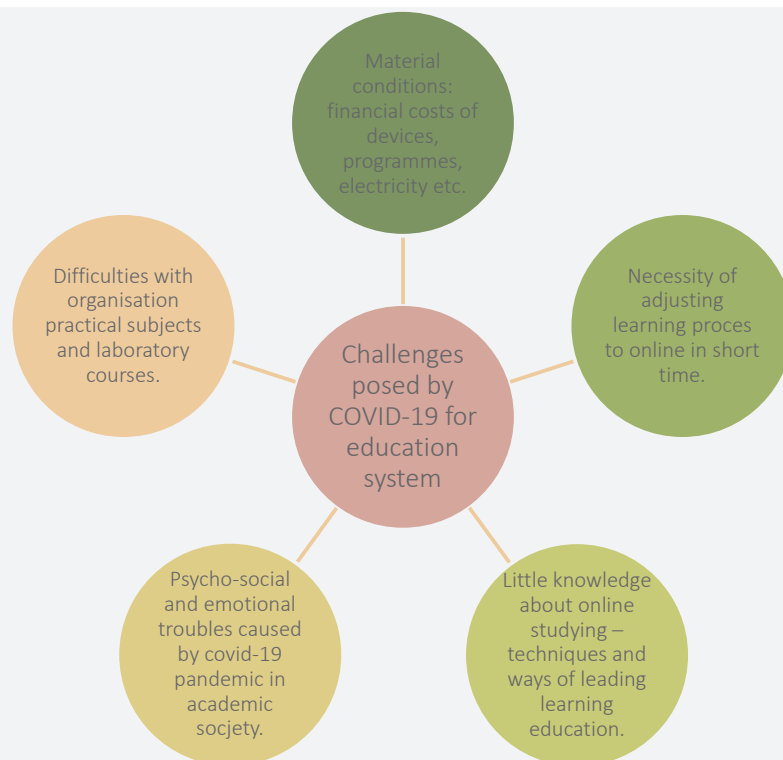 Material
conditions:
financial costs of
devices,
programmes,
electricity etc.
Necessity of
adjusting
learning proces
to online in short
time.
Little knowledge
about online
studying –
techniques and
ways of leading
learning
education.
Psycho-social
and emotional
troubles caused
by covid-19
pandemic in
academic
socjety.
Difficulties with
organisation
practical subjects
and laboratory
courses.
Challenges
posed by
COVID-19 for
education
system